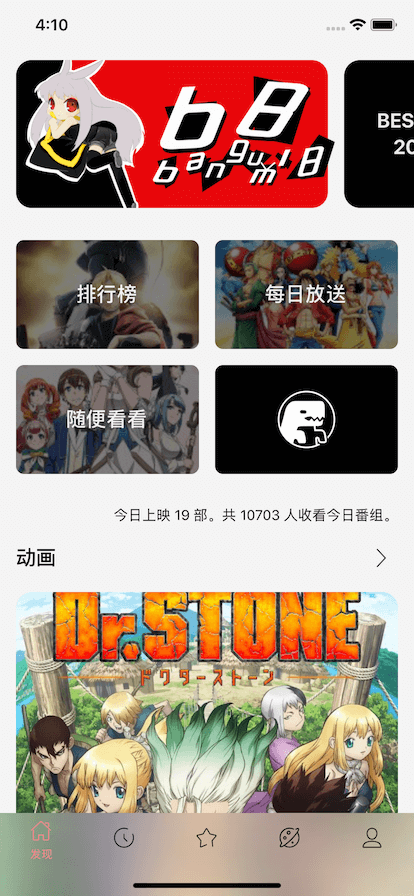 4:10
b8
bangumi8
BES
20
排行榜
每日放送
随便看看
今日上映 19 部。共 10703 人收看今日番组。
动画
Dr.STONE
ドクターストーン
发现